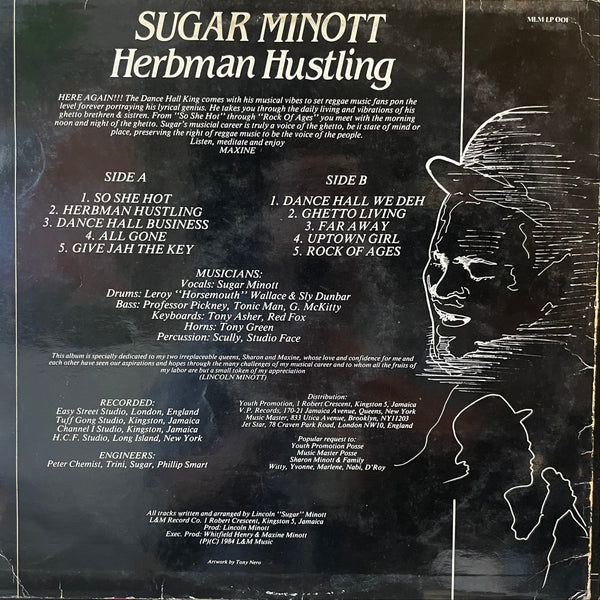 SUGAR MINOTT
Herbman Hustling
MLM LP 001
HERE AGAIN!!! The Dance Hall King comes with his musical vibes to set reggae music fans pon the
level forever portraying his lyrical genius. He takes you through the daily living and vibrations of his
ghetto brethren & sistren. From "So She Hot" through "Rock Of Ages" you meet with the morning
noon and night of the ghetto. Sugar's musical career is truly a voice of the ghetto, be it state of mind or
place, preserving the right of reggae music to be the voice of the people.
Listen, meditate and enjoy
MAXINE
SIDE A
1. SO SHE HOT
2. HERBMAN HUSTLING
3. DANCE HALL BUSINESS
4. ALL GONE
5. GIVE JAH THE KEY
SIDE B
1. DANCE HALL WE DEH
2. GHETTO LIVING
3. FAR AWAY
4. UPTOWN GIRL
5. ROCK OF AGES
MUSICIANS:
Vocals: Sugar Minott
Drums: Leroy "Horsemouth" Wallace & Sly Dunbar
Bass: Professor Pickney, Tonic Man, G. McKitty
Keyboards: Tony Asher, Red Fox
Horns: Tony Green
Percussion: Scully, Studio Face
This album is specially dedicated to my two irreplaceable queens, Sharon and Maxine, whose love and confidence for me and
each other have seen our aspirations and hopes through the many challenges of my musical career and to whom all the fruits of
my labor are but a small token of my appreciation
(LINCOLN MINOTT)
RECORDED:
Easy Street Studio, London, England
Tuff Gong Studio, Kingston, Jamaica
Channel 1 Studio, Kingston, Jamaica
H.C.F. Studio, Long Island, New York
ENGINEERS:
Peter Chemist, Trini, Sugar, Phillip Smart
Distribution:
Youth Promotion, 1 Robert Crescent, Kingston 5, Jamaica
V.P. Records, 170-21 Jamaica Avenue, Queens, New York
Music Master, 833 Utica Avenue, Brooklyn, NY11203
Jet Star, 78 Craven Park Road, London NW10, England
Popular request to:
Youth Promotion Posse
Music Master Posse
Sharon Minott & Family
Witty, Yvonne, Marlene, Nabi, D'Roy
All tracks written and arranged by Lincoln "Sugar" Minott
L&M Record Co. 1 Robert Crescent, Kingston 5, Jamaica
Prod: Lincoln Minott
Exec. Prod: Whitfield Henry & Maxine Minott
(P)(C) 1984 L&M Music
Artwork by Tony Nero